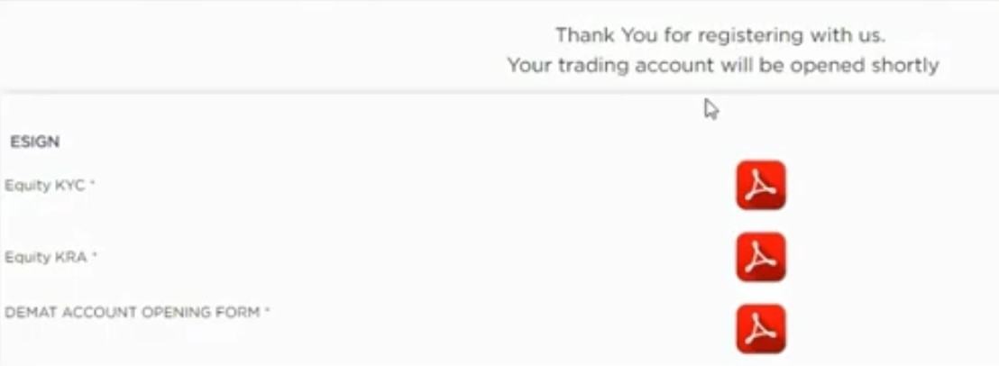 Thank You for registering with us.
Your trading account will be opened shortly
ESIGN
Equity KYC *
Equity KRA *
DEMAT ACCOUNT OPENING FORM *